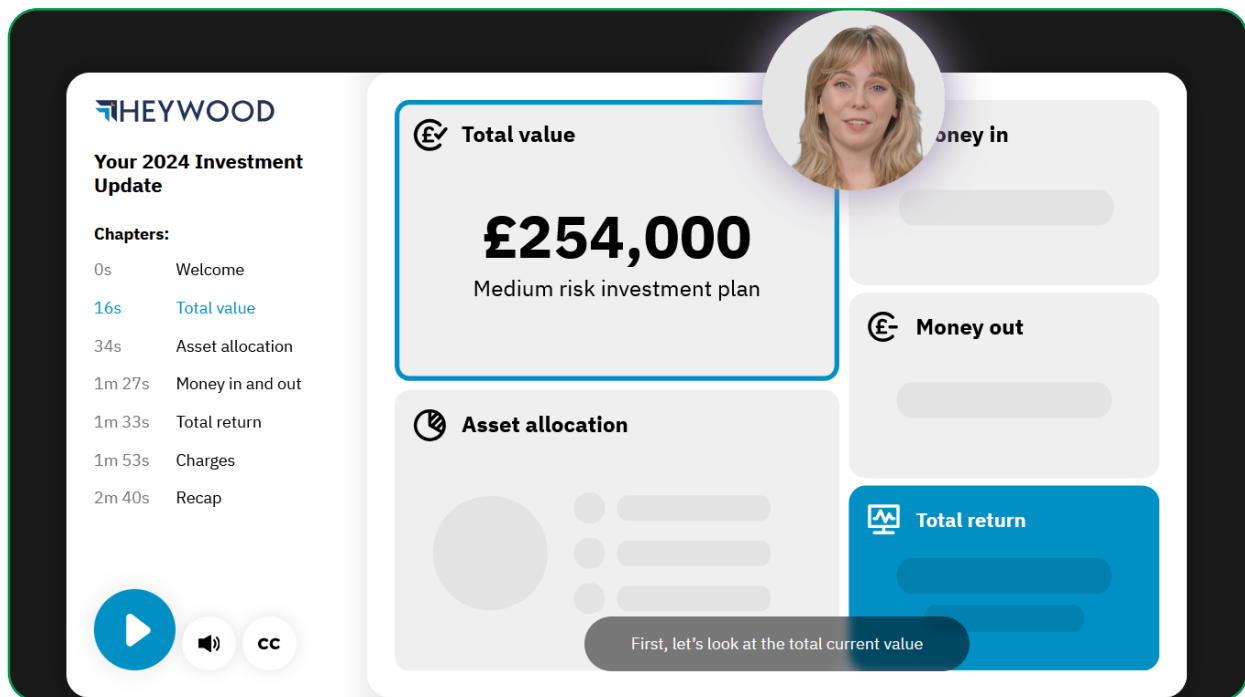 HEYWOOD
Your 2024 Investment
Update
Chapters:
0s Welcome
16s Total value
34s Asset allocation
1m 27s Money in and out
1m 33s Total return
1m 53s Charges
2m 40s Recap
CC
£ Total value
£254,000
Medium risk investment plan
Asset allocation
oney in
£ Money out
Total return
First, let’s look at the total current value